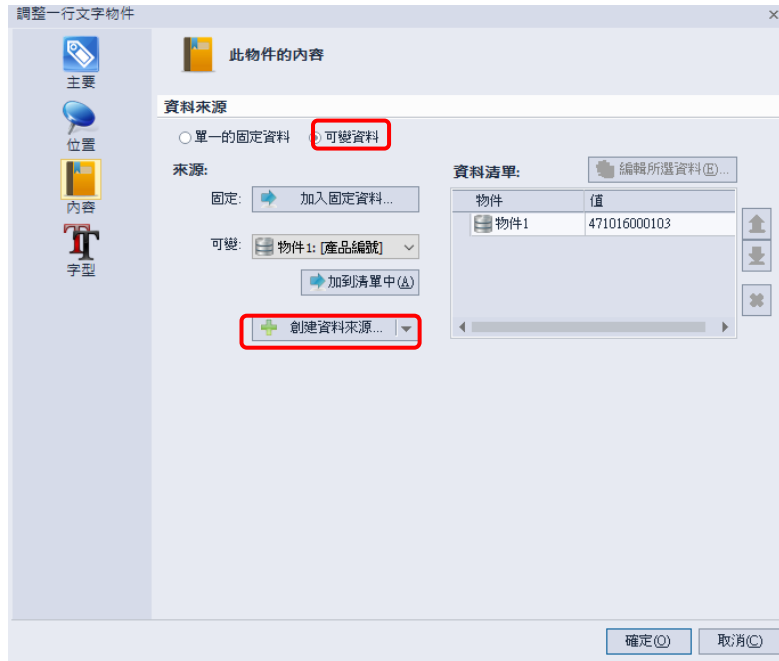 調整一行文字物件
主要
位置
內容
字型
此物件的內容
資料來源
單一的固定資料 可變資料
來源:
固定: 加入固定資料...
可變: 物件1: [產品編號]
加到清單中(A)
創建資料來源...
資料清單: 編輯所選資料(E)...
物件 值
物件1 471016000103
確定(O) 取消(C)